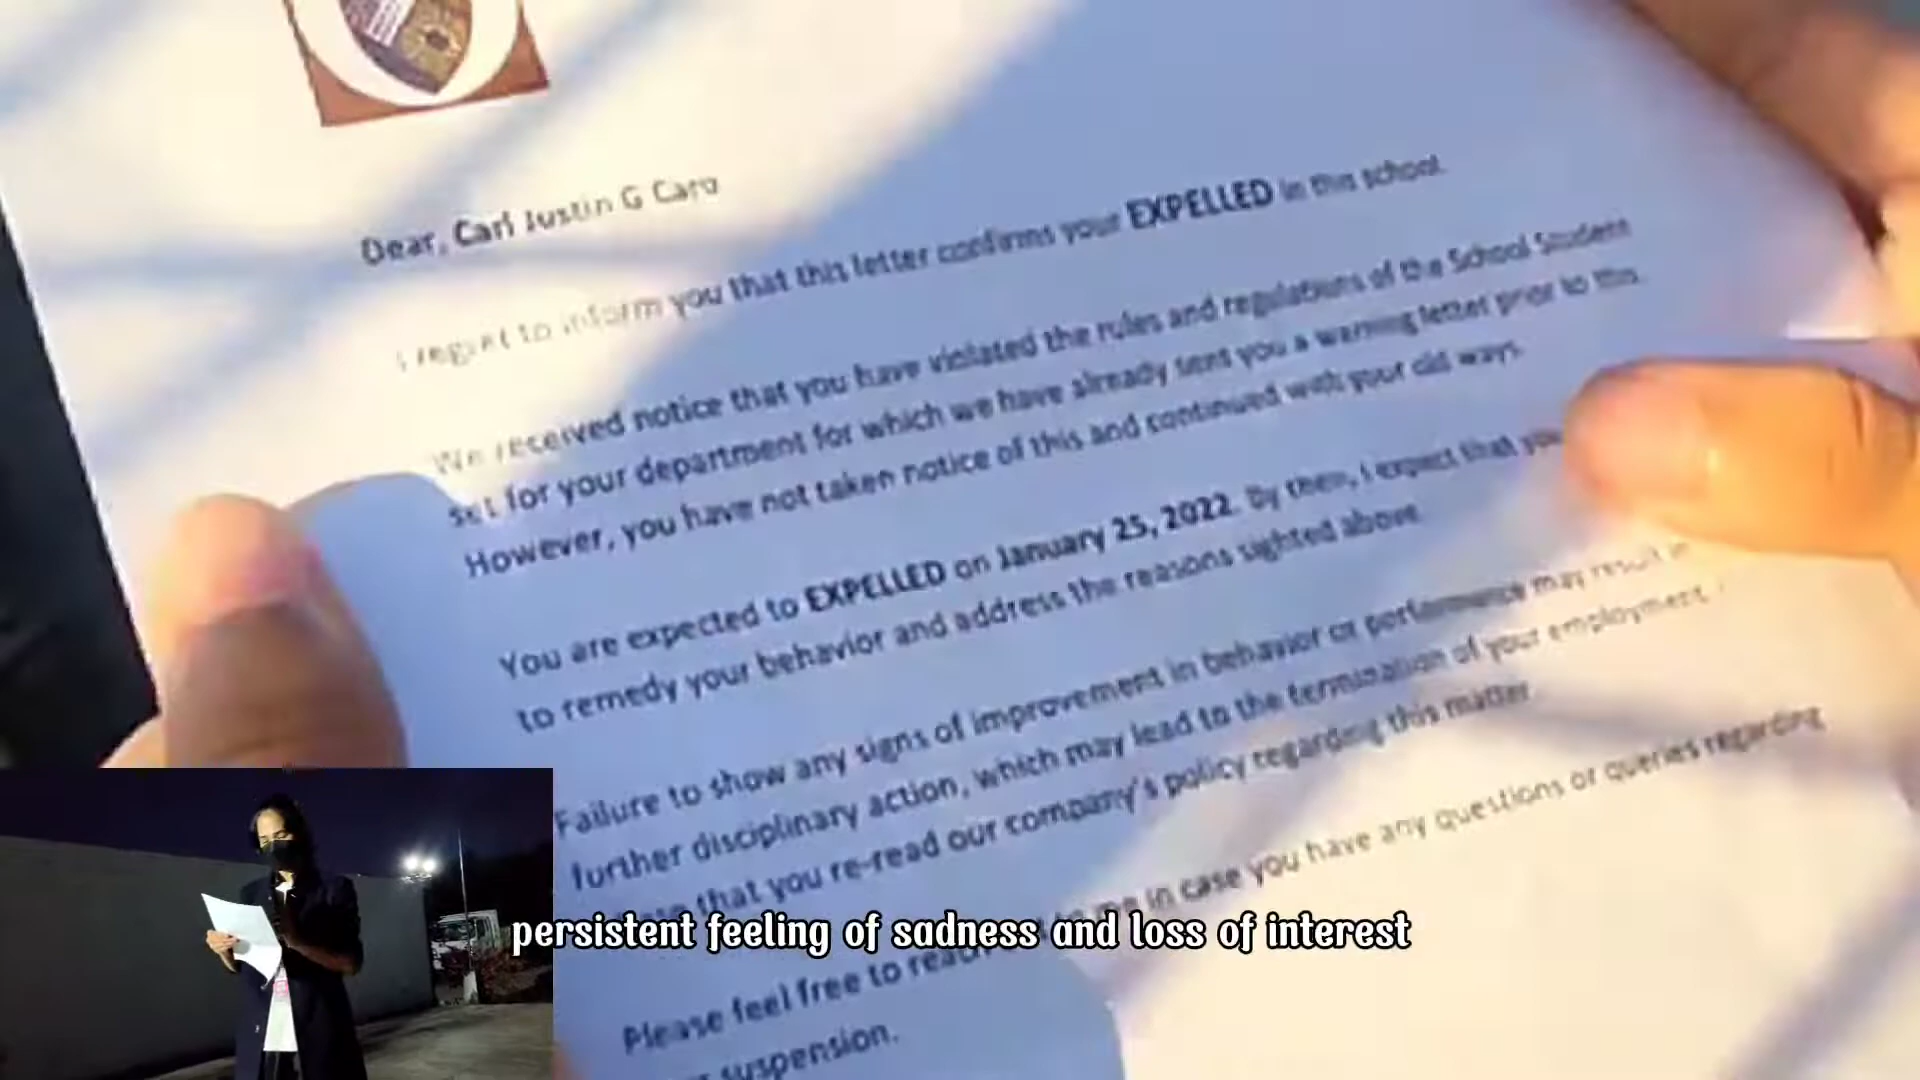 Dear, Carl Justin G Caro
I regret to inform you that this letter confirms your EXPELLED in this school.
We received notice that you have violated the rules and regulations of the School Student
set for your department for which we have already sent you a warning letter prior to this.
However, you have not taken notice of this and continued with your old ways.
You are expected to EXPELLED on January 25, 2022. By then, I expect that you
to remedy your behavior and address the reasons sighted above.
Failure to show any signs of improvement in behavior or performance may result in
further disciplinary action, which may lead to the termination of your employment.
that you re-read our company's policy regarding this matter.
Please feel free to reach out to me in case you have any questions or queries regarding
suspension.
persistent feeling of sadness and loss of interest